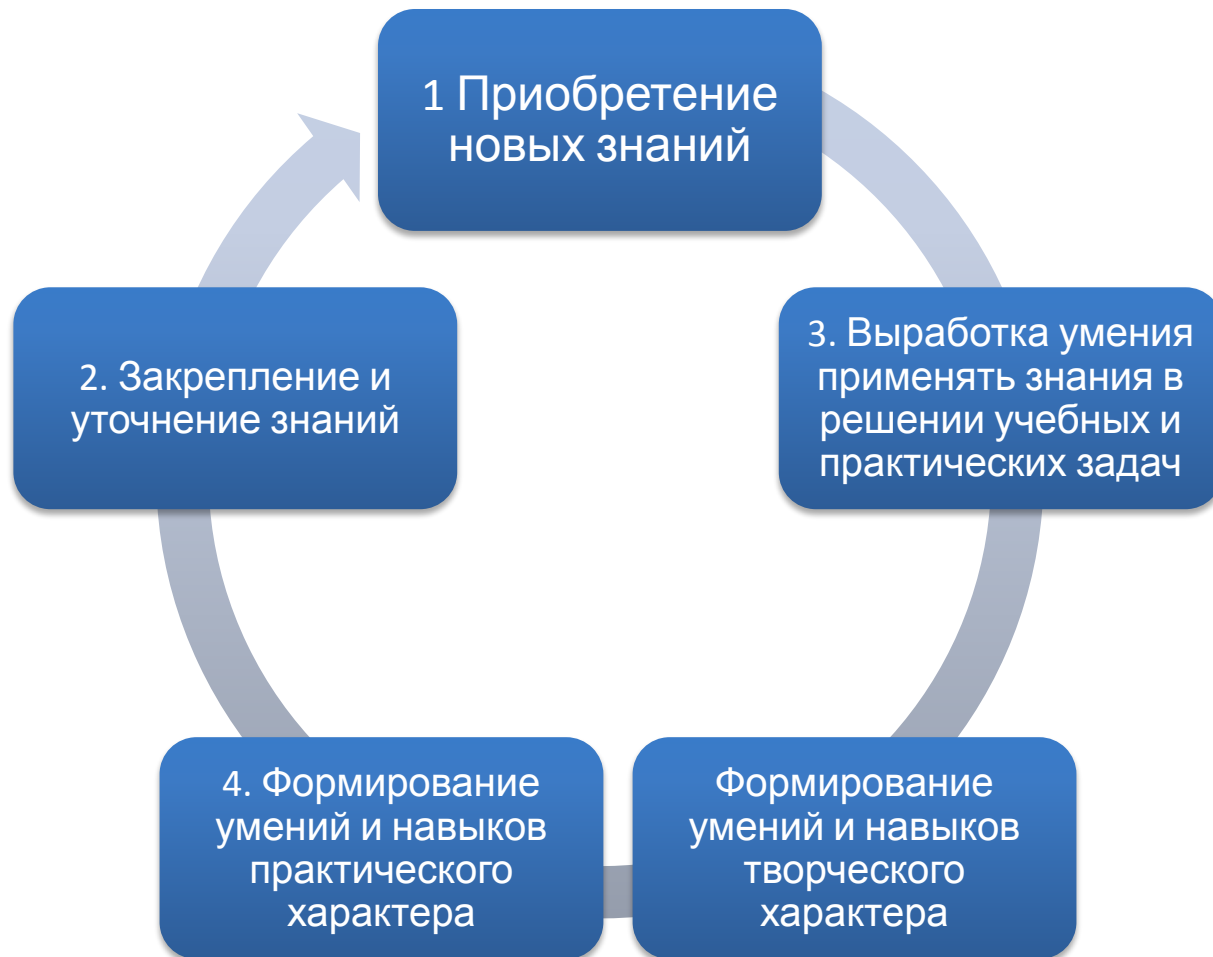 1 Приобретение
новых знаний
2. Закрепление и
уточнение знаний
3. Выработка умения
применять знания в
решении учебных и
практических задач
4. Формирование
умений и навыков
практического
характера
Формирование
умений и навыков
творческого
характера